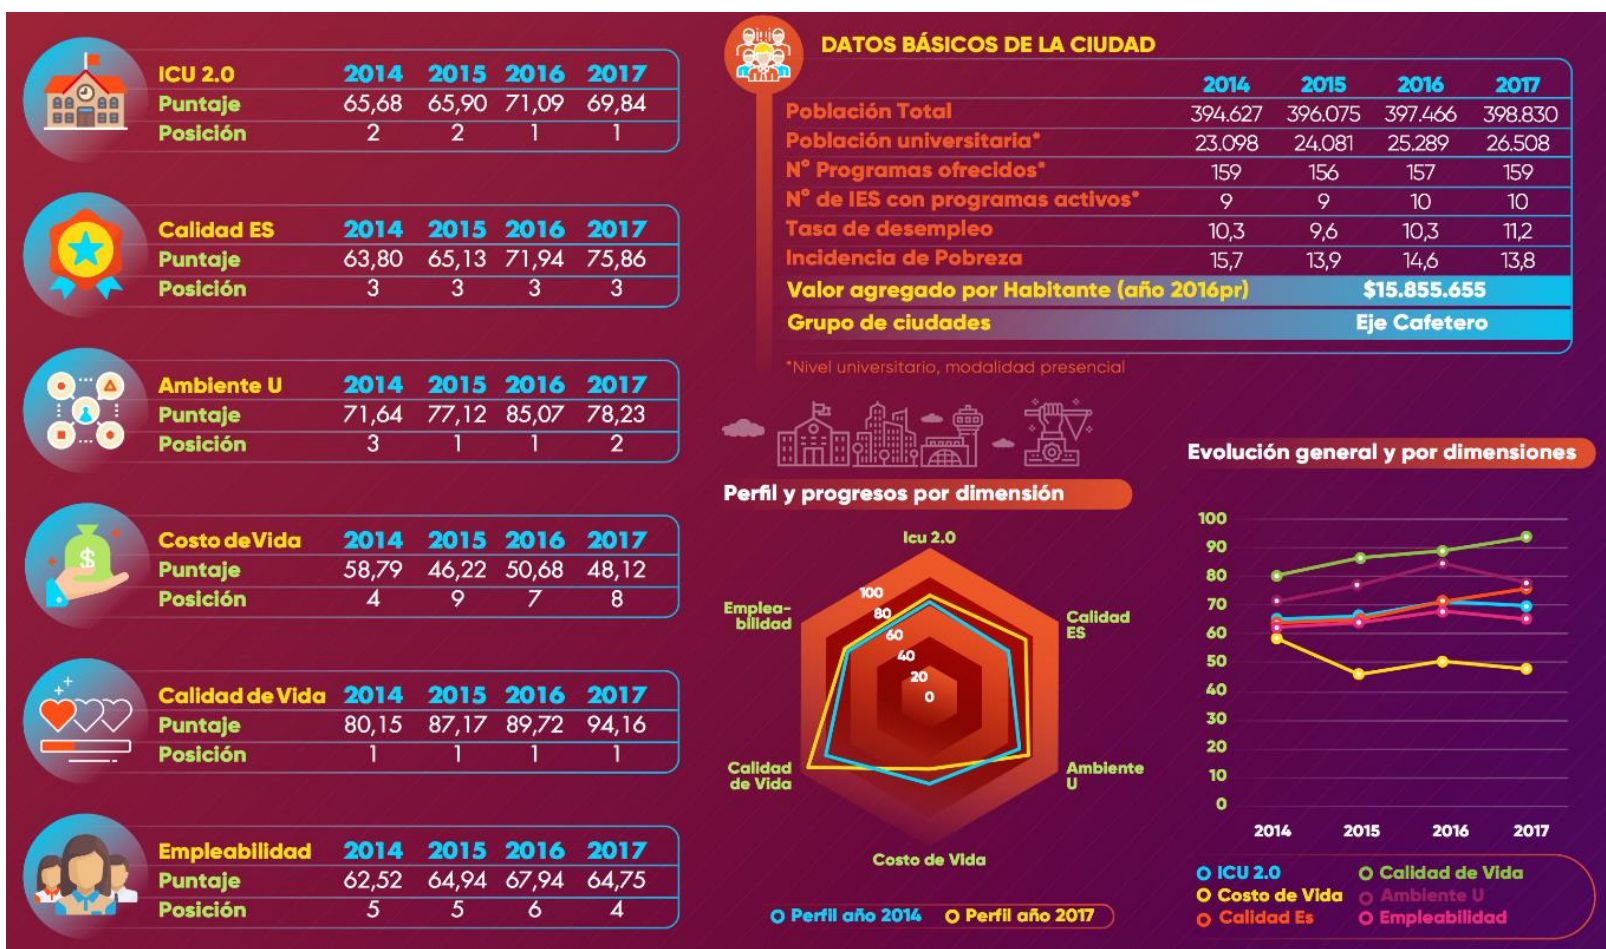 ICU 2.0 2014 2015 2016 2017
Puntaje 65,68 65,90 71,09 69,84
Posición 2 2 1 1
Calidad ES 2014 2015 2016 2017
Puntaje 63,80 65,13 71,94 75,86
Posición 3 3 3 3
Ambiente U 2014 2015 2016 2017
Puntaje 71,64 77,12 85,07 78,23
Posición 3 1 1 2
$
Costo de Vida 2014 2015 2016 2017
Puntaje 58,79 46,22 50,68 48,12
Posición 4 9 7 8
Calidad de Vida 2014 2015 2016 2017
Puntaje 80,15 87,17 89,72 94,16
Posición 1 1 1 1
Empleabilidad 2014 2015 2016 2017
Puntaje 62,52 64,94 67,94 64,75
Posición 5 5 6 4
DATOS BÁSICOS DE LA CIUDAD
2014 2015 2016 2017
Población Total 394.627 396.075 397.466 398.830
Población universitaria* 23.098 24.081 25.289 26.508
N° Programas ofrecidos* 159 156 157 159
N° de IES con programas activos* 9 9 10 10
Tasa de desempleo 10,3 9,6 10,3 11,2
Incidencia de Pobreza 15,7 13,9 14,6 13,8
Valor agregado por Habitante (año 2016pr) $15.855.655
Grupo de ciudades Eje Cafetero
*Nivel universitario, modalidad presencial
Perfil y progresos por dimensión
Icu 2.0
Calidad
ES
Ambiente
U
Costo de Vida
Calidad
de Vida
Emplea-
bilidad
100
80
60
40
20
0
Perfil año 2014 Perfil año 2017
Evolución general y por dimensiones
100
90
80
70
60
50
40
30
20
10
0
2014 2015 2016 2017
ICU 2.0 Calidad de Vida
Costo de Vida Ambiente U
Calidad Es Empleabilidad